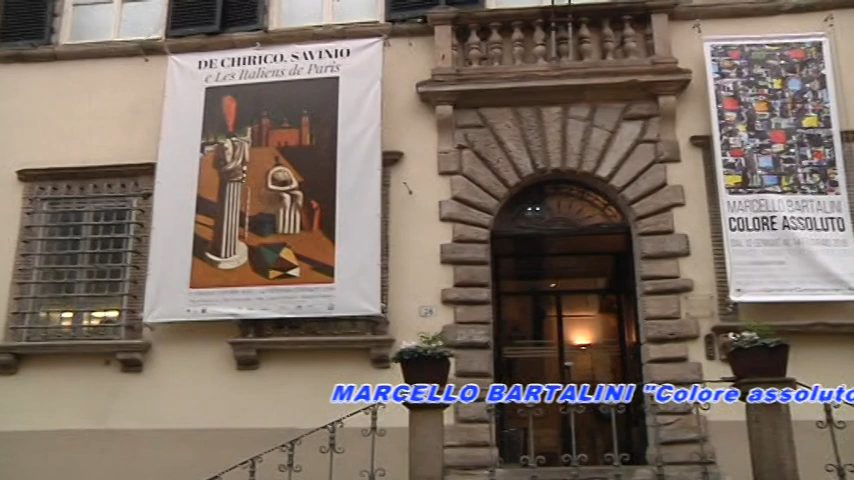 DE CHIRICO, SAVINIO
e Les Italiens de Paris
MARCELLO BARTALINI
COLORE ASSOLUTO
MARCELLO BARTALINI "Colore assoluto